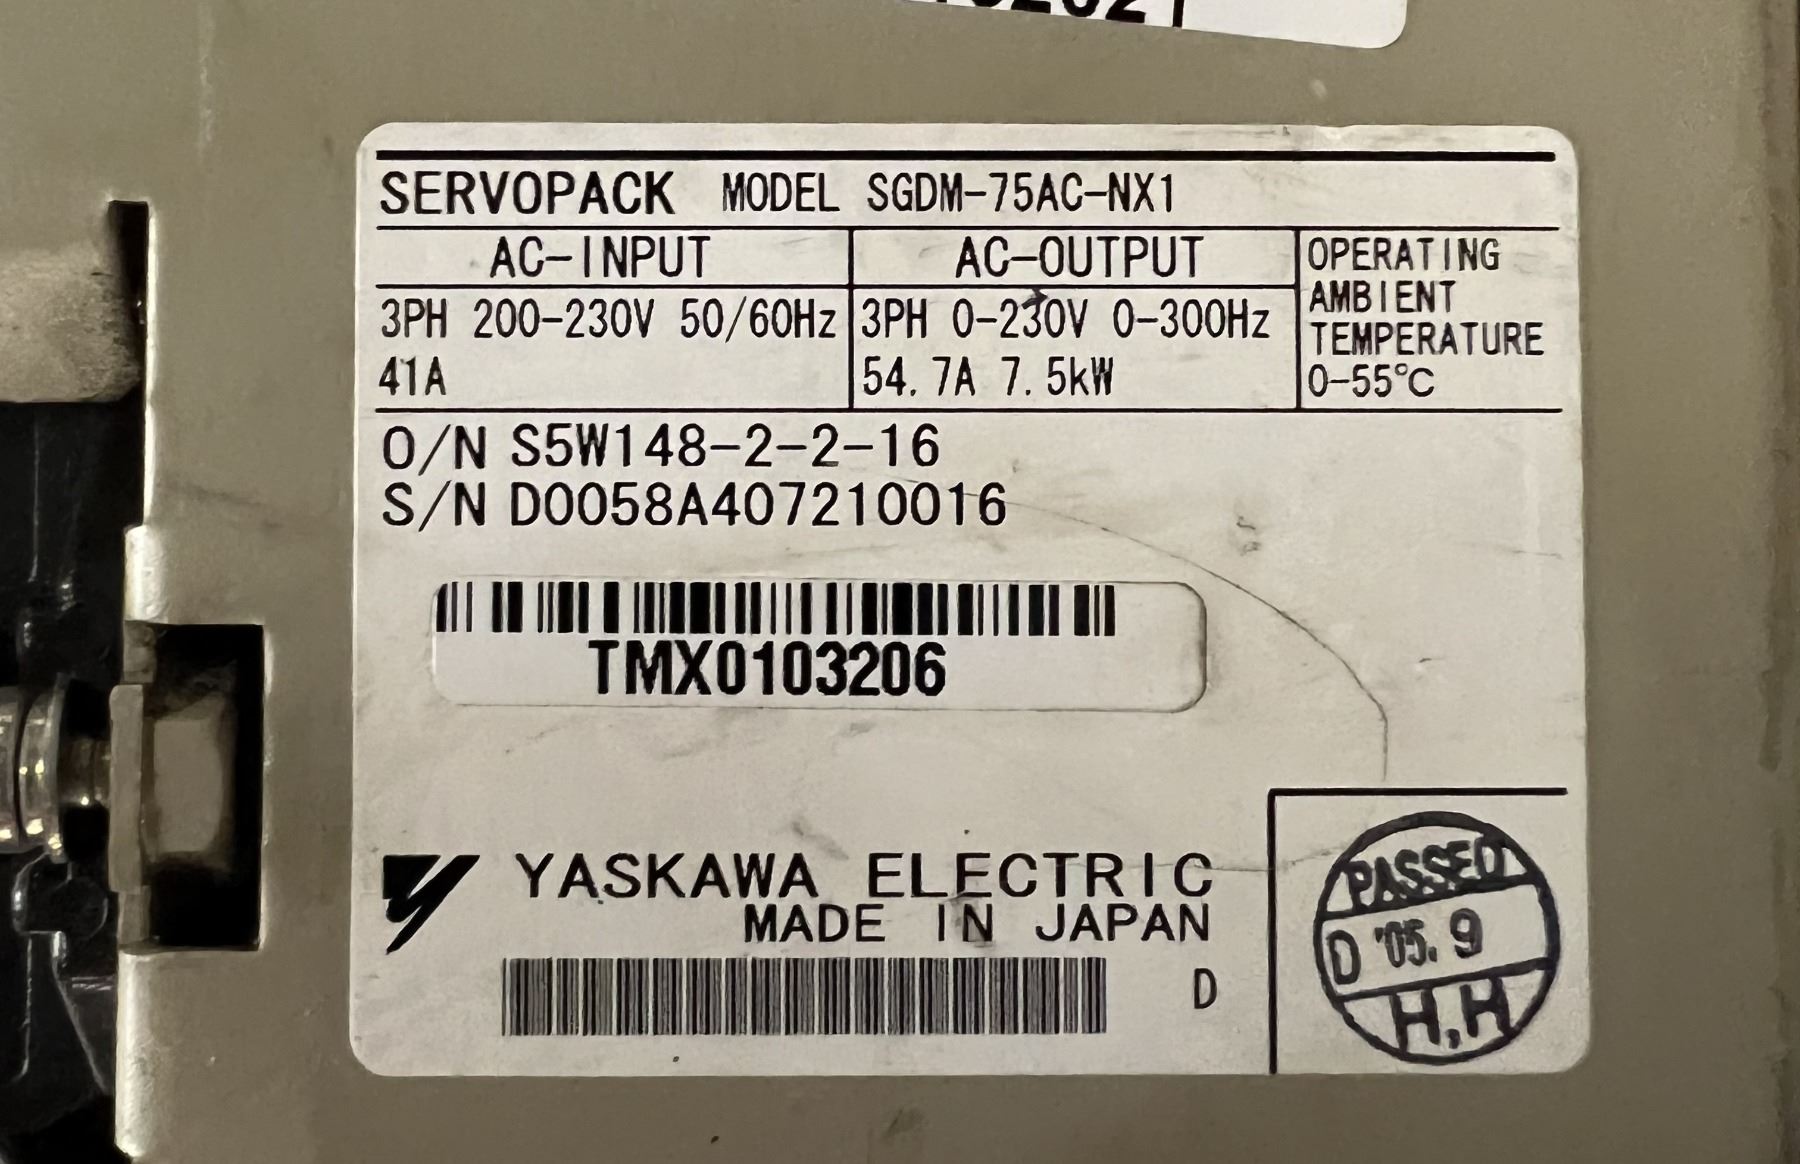 SERVOPACK MODEL SGDM-75AC-NX1
AC-INPUT AC-OUTPUT OPERATING
AMBIENT
TEMPERATURE
0-55℃
3PH 200-230V 50/60Hz 3PH 0-230V 0-300Hz
41A 54.7A 7.5kW
O/N S5W148-2-2-16
S/N D0058A407210016
TMX0103206
YASKAWA ELECTRIC
MADE IN JAPAN
D
PASSED
D '05.9
H.H